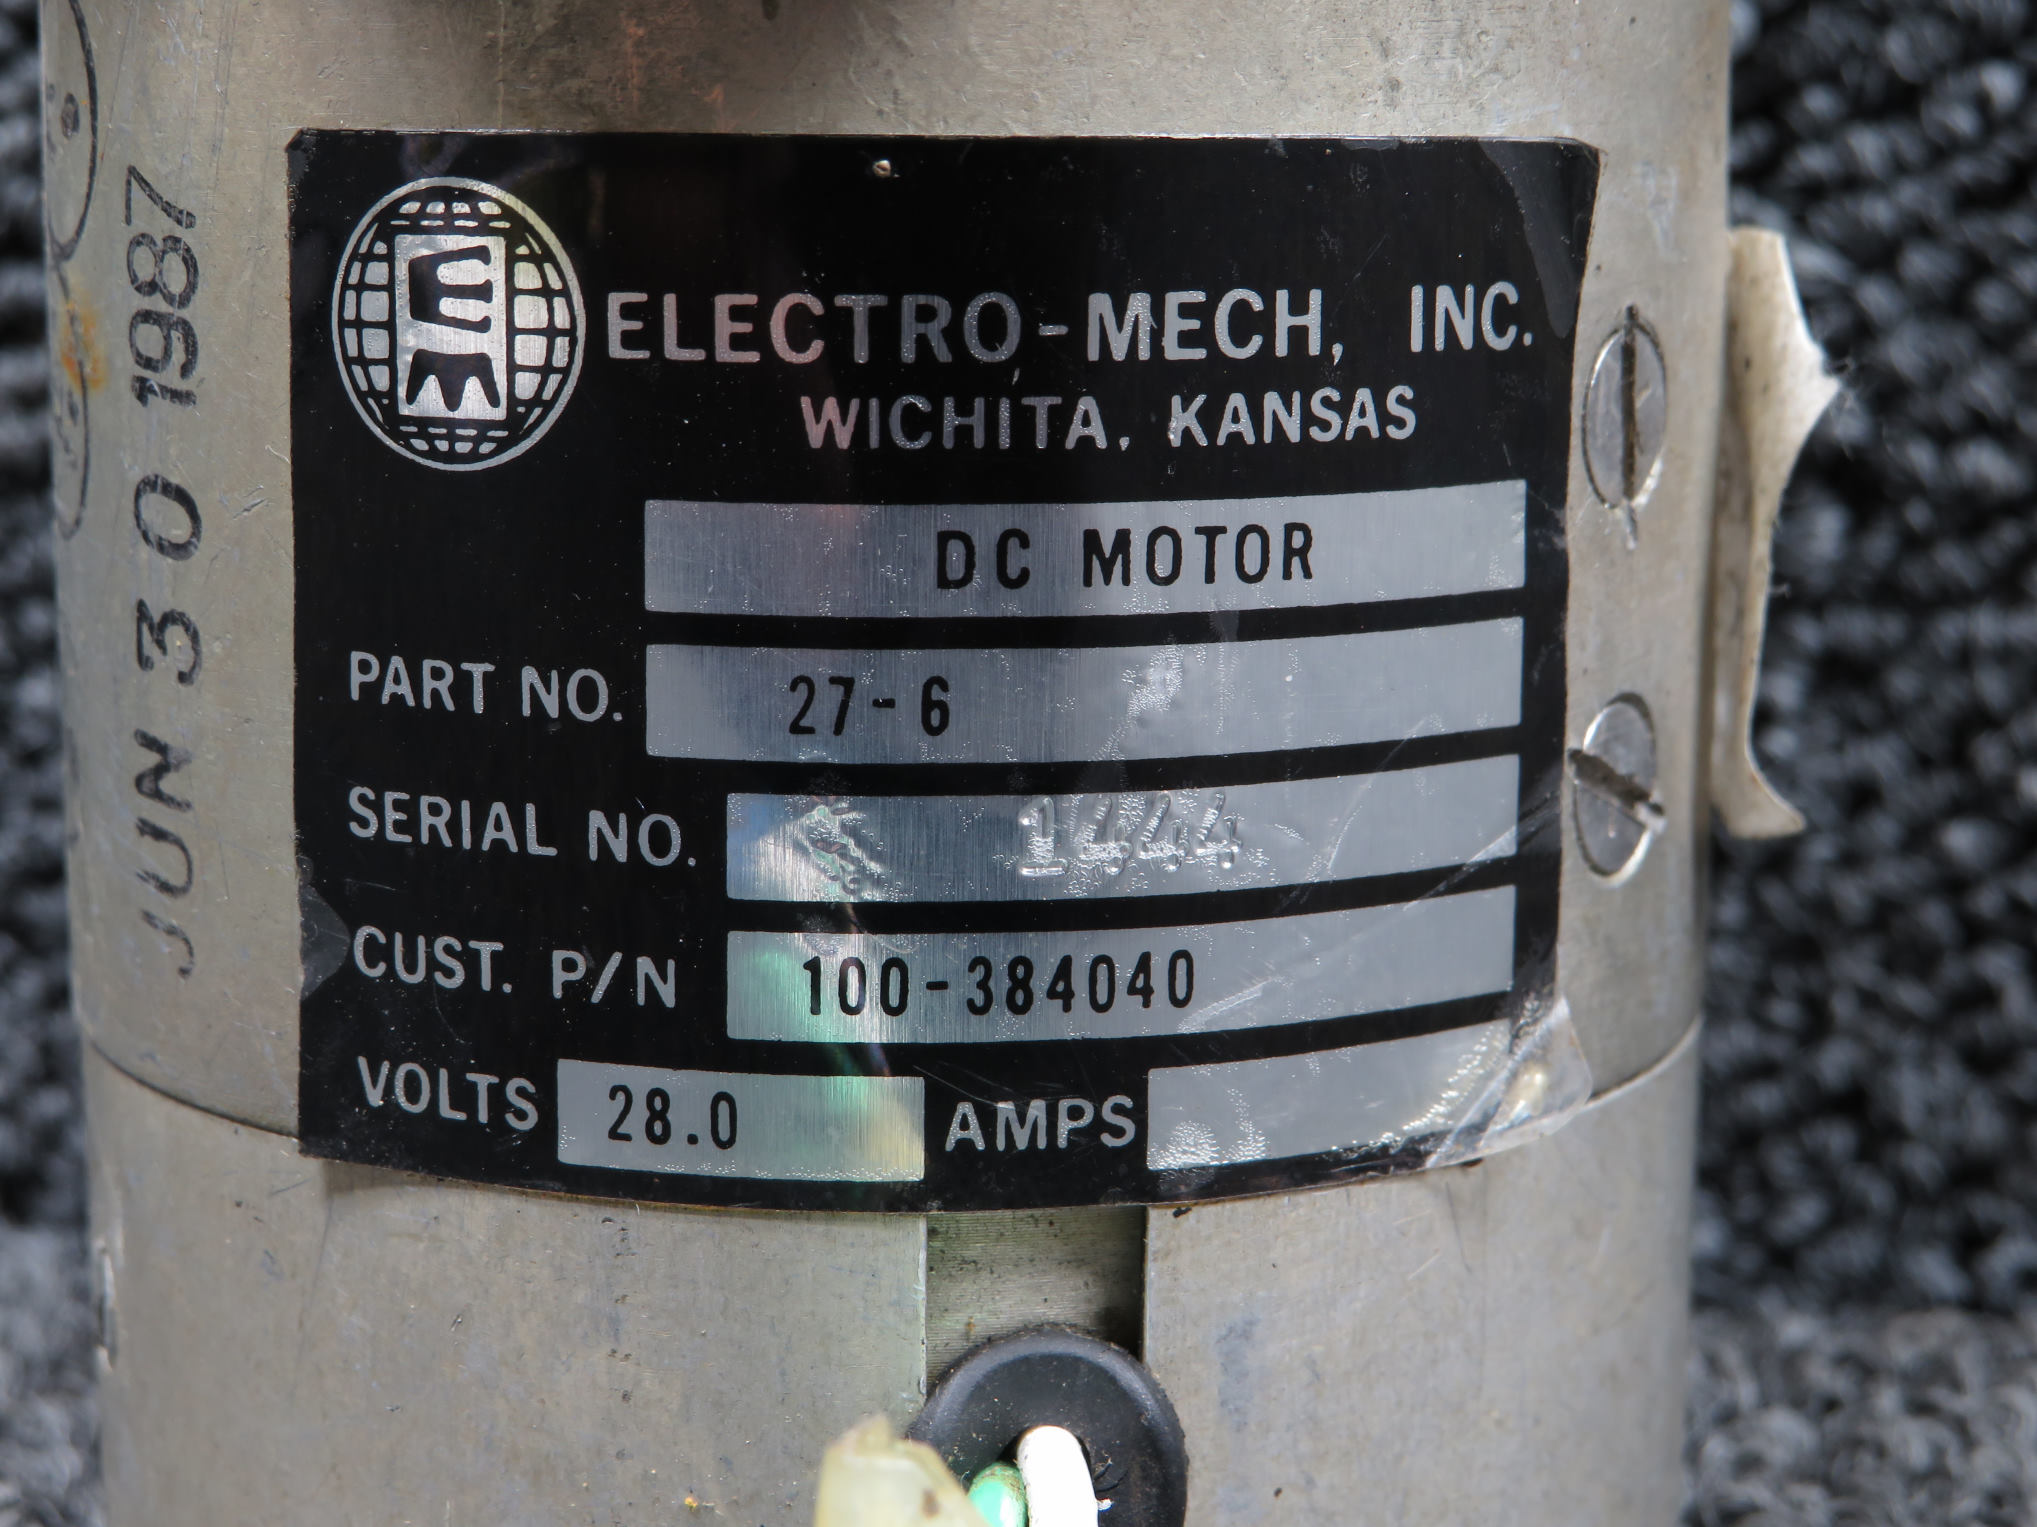 JUN 30 1987
EM
ELECTRO-MECH, INC.
WICHITA, KANSAS
DC MOTOR
PART NO. 27-6
SERIAL NO. 1444
CUST. P/N 100-384040
VOLTS 28.0 AMPS